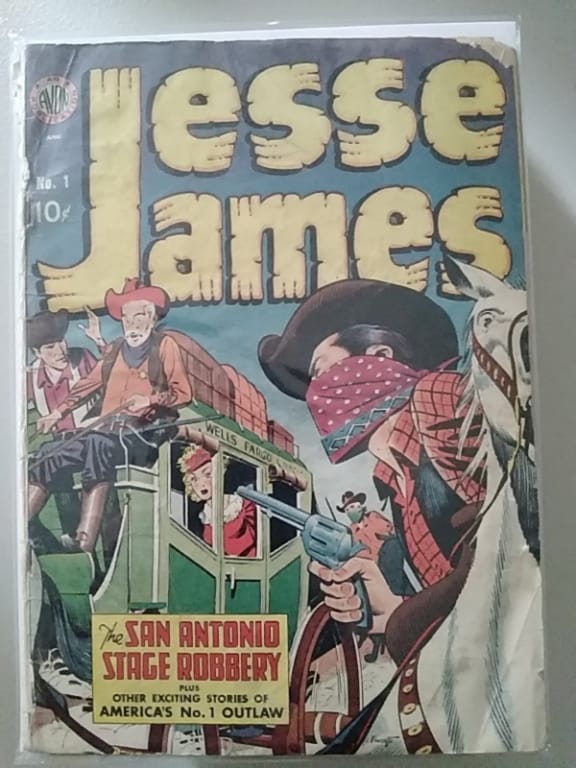 AVON
Jesse
James
No. 1
10¢
WELLS FARGO
The SAN ANTONIO
STAGE ROBBERY
PLUS
OTHER EXCITING STORIES OF
AMERICA'S No. 1 OUTLAW